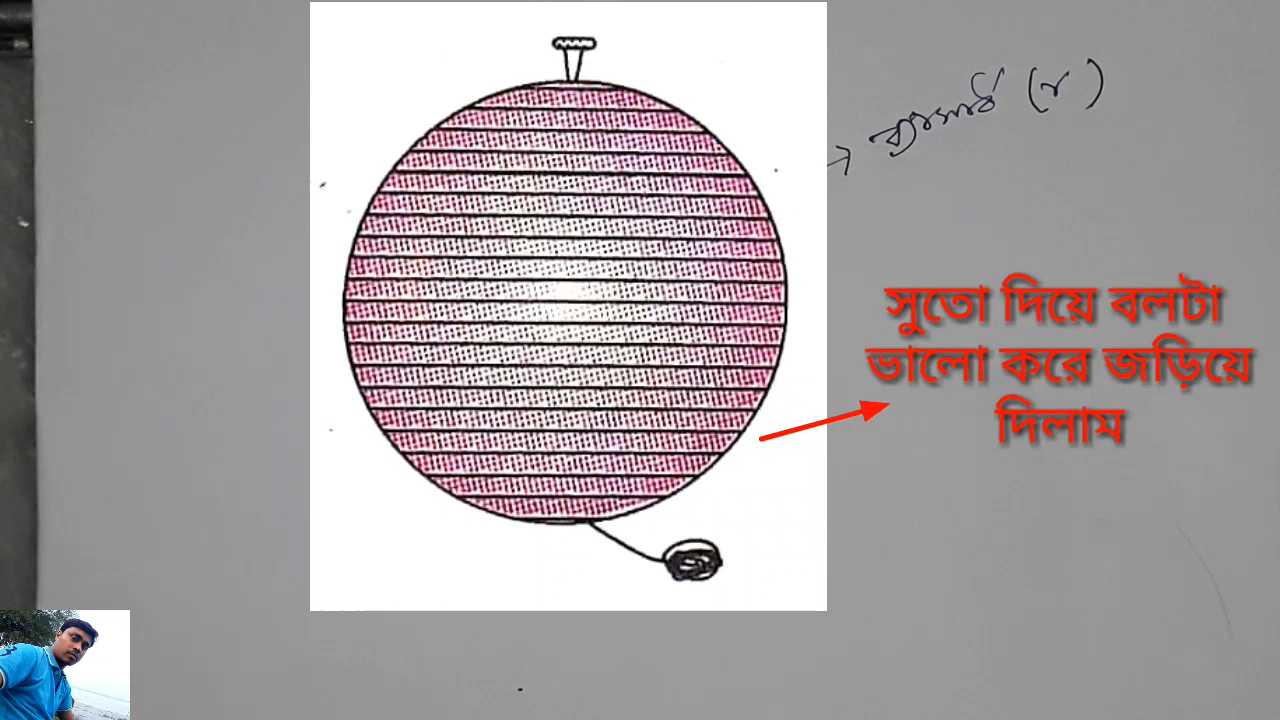 → ব্যাসার্ধ (r)
সুতো দিয়ে বলটা
ভালো করে জড়িয়ে
দিলাম